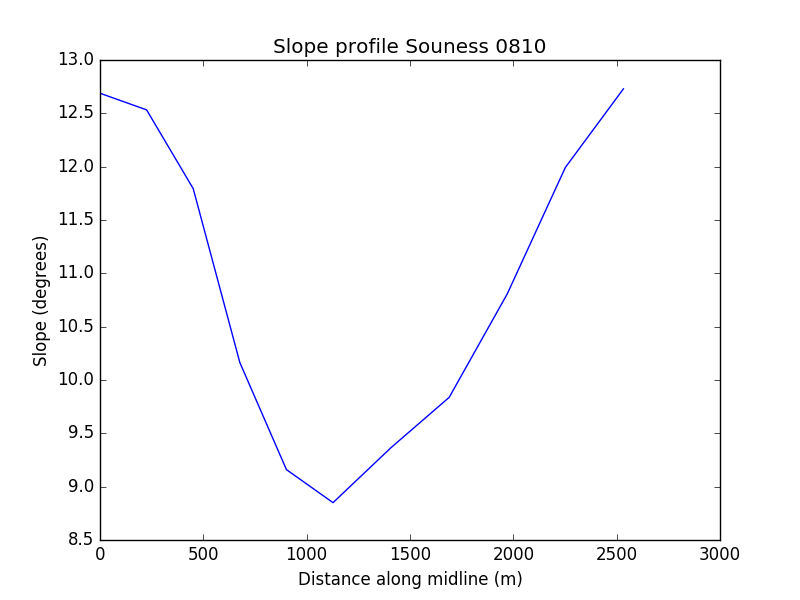 Slope profile Souness 0810
13.0
12.5
12.0
11.5
11.0
10.5
10.0
9.5
9.0
8.5
Slope (degrees)
0 500 1000 1500 2000 2500 3000
Distance along midline (m)